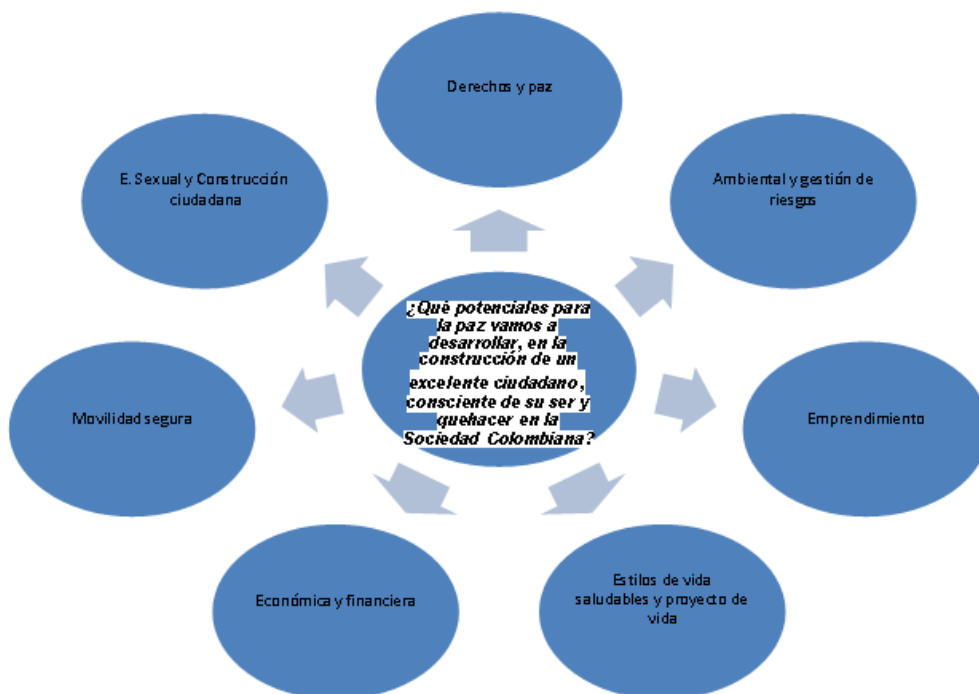 Derechos y paz
E. Sexual y Construcción
ciudadana
Ambiental y gestión de
riesgos
¿Qué potenciales para
la paz vamos a
desarrollar, en la
construcción de un
excelente ciudadano,
consciente de su ser y
quehacer en la
Sociedad Colombiana?
Movilidad segura
Emprendimiento
Económica y financiera
Estilos de vida
saludables y proyecto de
vida